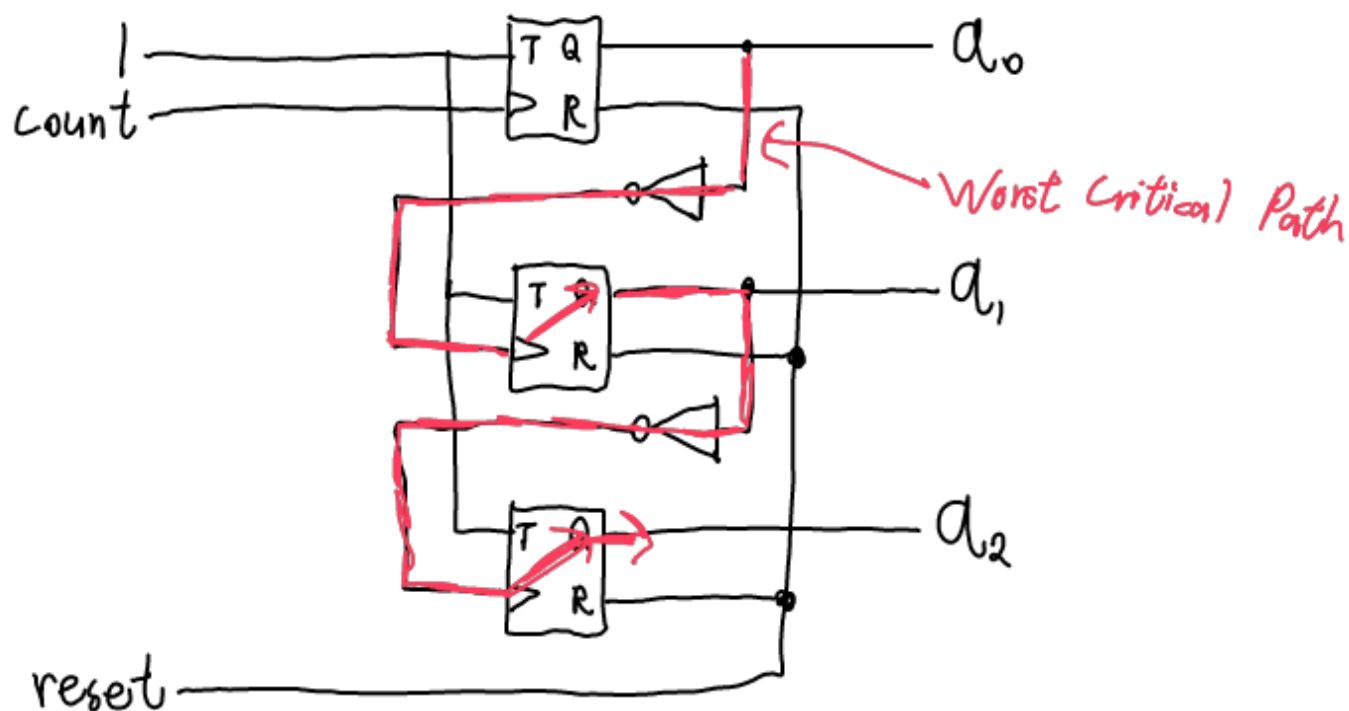 1
T Q
a₀
count
R
Worst Critical Path
T Q
a₁
R
T Q
a₂
R
reset